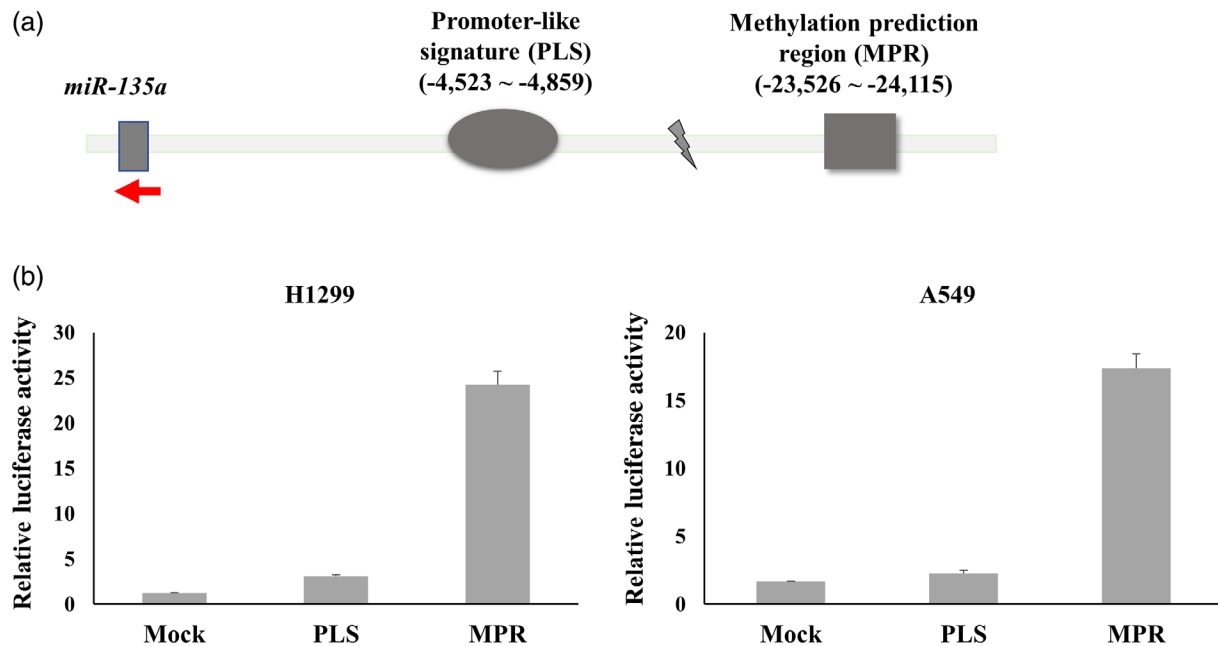 (a)
Promoter-like
signature (PLS)
(-4,523 ~ -4,859)
Methylation prediction
region (MPR)
(-23,526 ~ -24,115)
miR-135a
(b)
H1299
Relative luciferase activity
30
25
20
15
10
5
0
Mock PLS MPR
A549
Relative luciferase activity
20
15
10
5
0
Mock PLS MPR